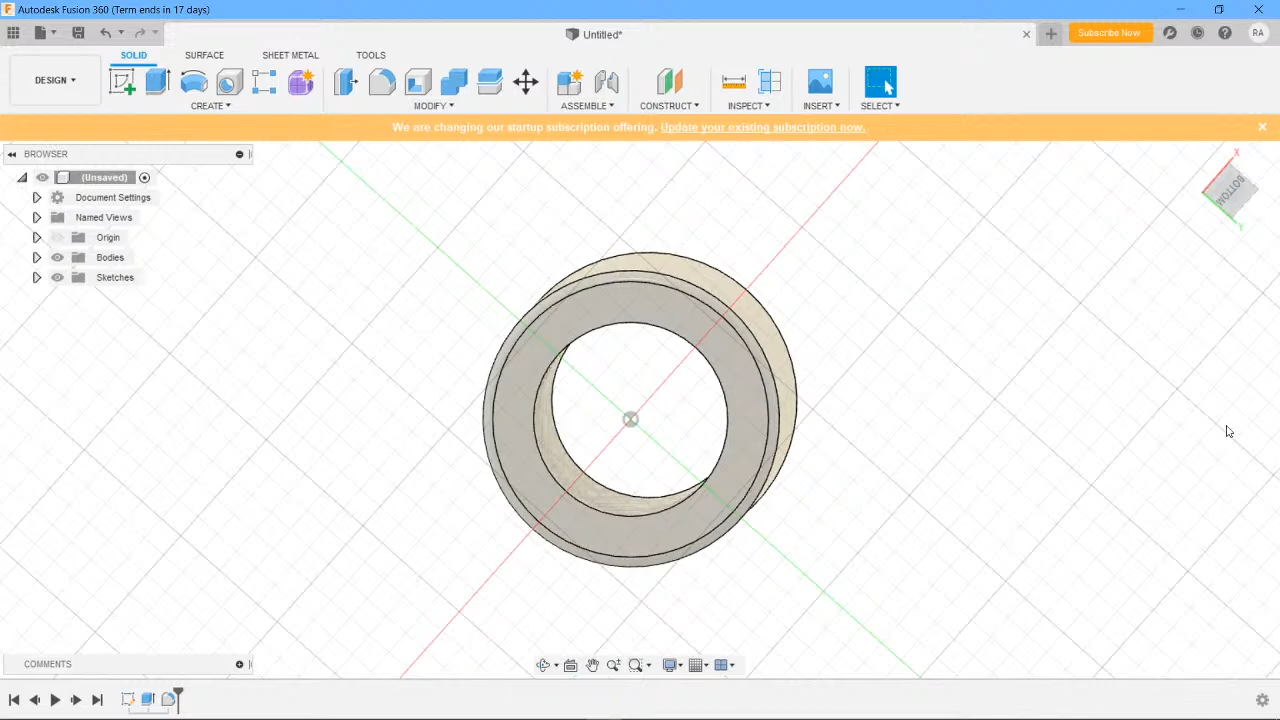 Autodesk Fusion 360 (Term ends in 17 days)
Untitled*
Subscribe Now
RA
SOLID SURFACE SHEET METAL TOOLS
DESIGN
CREATE MODIFY ASSEMBLE CONSTRUCT INSPECT INSERT SELECT
We are changing our startup subscription offering. Update your existing subscription now.
BROWSER
(Unsaved)
Document Settings
Named Views
Origin
Bodies
Sketches
X
BOTTOM
Y
COMMENTS